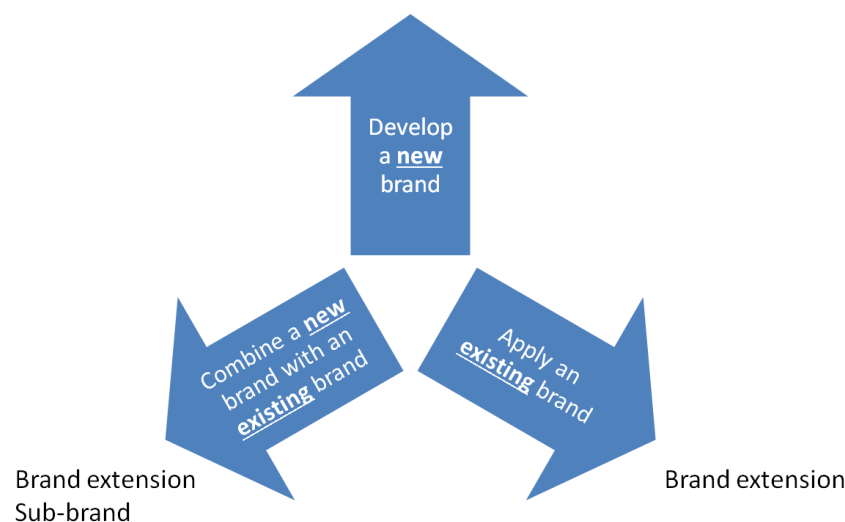 Develop
a new
brand
Combine a new
brand with an
existing brand
Apply an
existing brand
Brand extension
Sub-brand
Brand extension